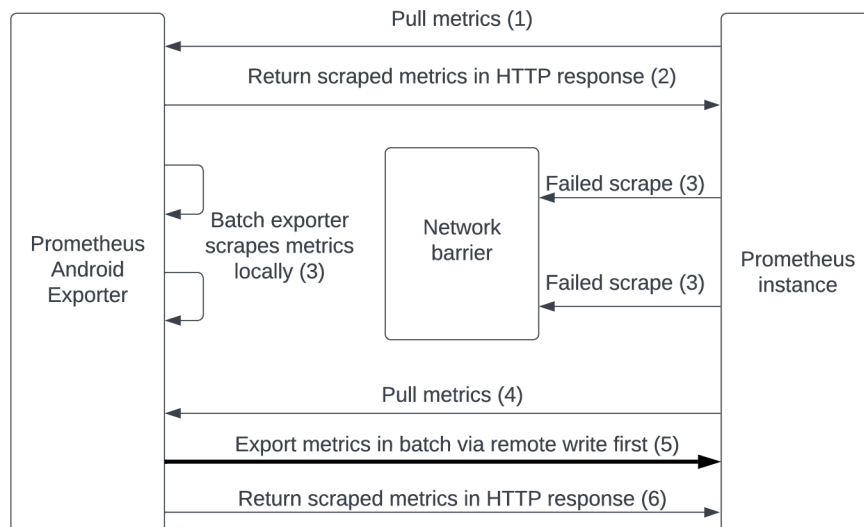 Pull metrics (1)
Return scraped metrics in HTTP response (2)
Prometheus
Android
Exporter
Batch exporter
scrapes metrics
locally (3)
Network
barrier
Failed scrape (3)
Failed scrape (3)
Prometheus
instance
Pull metrics (4)
Export metrics in batch via remote write first (5)
Return scraped metrics in HTTP response (6)